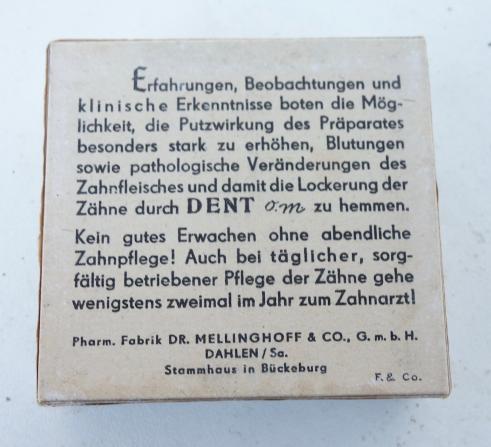 Erfahrungen, Beobachtungen und
klinische Erkenntnisse boten die Mög-
lichkeit, die Putzwirkung des Präparates
besonders stark zu erhöhen, Blutungen
sowie pathologische Veränderungen des
Zahnfleisches und damit die Lockerung der
Zähne durch DENT o.m zu hemmen.
Kein gutes Erwachen ohne abendliche
Zahnpflege! Auch bei täglicher, sorg-
fältig betriebener Pflege der Zähne gehe
wenigstens zweimal im Jahr zum Zahnarzt!
Pharm. Fabrik DR. MELLINGHOFF & CO., G. m. b. H.
DAHLEN / Sa.
Stammhaus in Bückeburg
F. & Co.